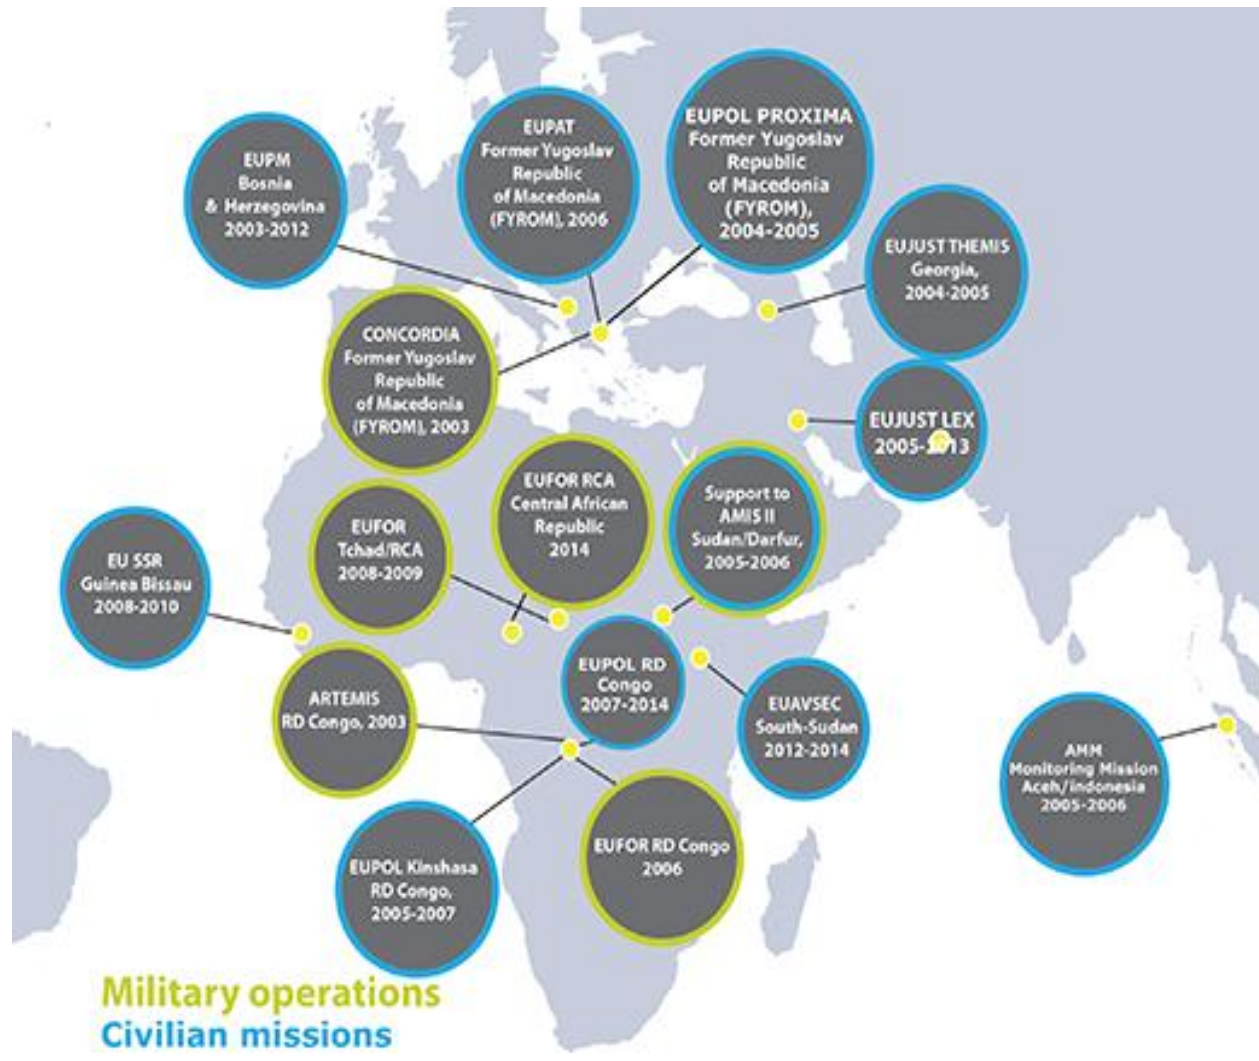 EUPOL PROXIMA
Former Yugoslav
Republic
of Macedonia
(FYROM),
2004-2005
EUPAT
Former Yugoslav
Republic
of Macedonia
(FYROM), 2006
EUPM
Bosnia
& Herzegovina
2003-2012
EUJUST THEMIS
Georgia,
2004-2005
CONCORDIA
Former Yugoslav
Republic
of Macedonia
(FYROM), 2003
EUJUST LEX
2005-2013
EUFOR RCA
Central African
Republic
2014
Support to
AMIS II
Sudan/Darfur,
2005-2006
EUFOR
Tchad/RCA
2008-2009
EU SSR
Guinea Bissau
2008-2010
EUPOL RD
Congo
2007-2014
ARTEMIS
RD Congo, 2003
EUAVSEC
South-Sudan
2012-2014
AMM
Monitoring Mission
Aceh/indonesia
2005-2006
EUFOR RD Congo
2006
EUPOL Kinshasa
RD Congo,
2005-2007
Military operations
Civilian missions